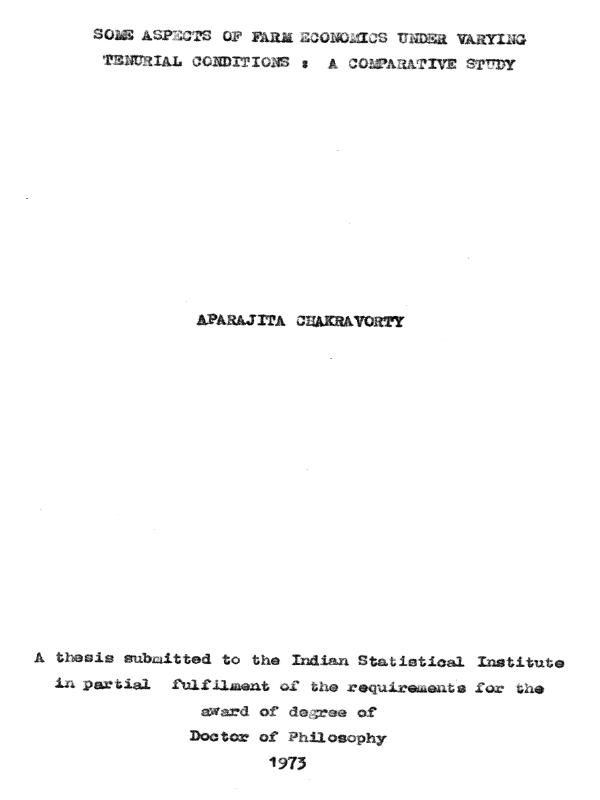 SOME ASPECTS OF FARM ECONOMICS UNDER VARYING
TENURIAL CONDITIONS : A COMPARATIVE STUDY
APARAJITA CHAKRAVORTY
A thesis submitted to the Indian Statistical Institute
in partial fulfilment of the requirements for the
award of degree of
Doctor of Philosophy
1973